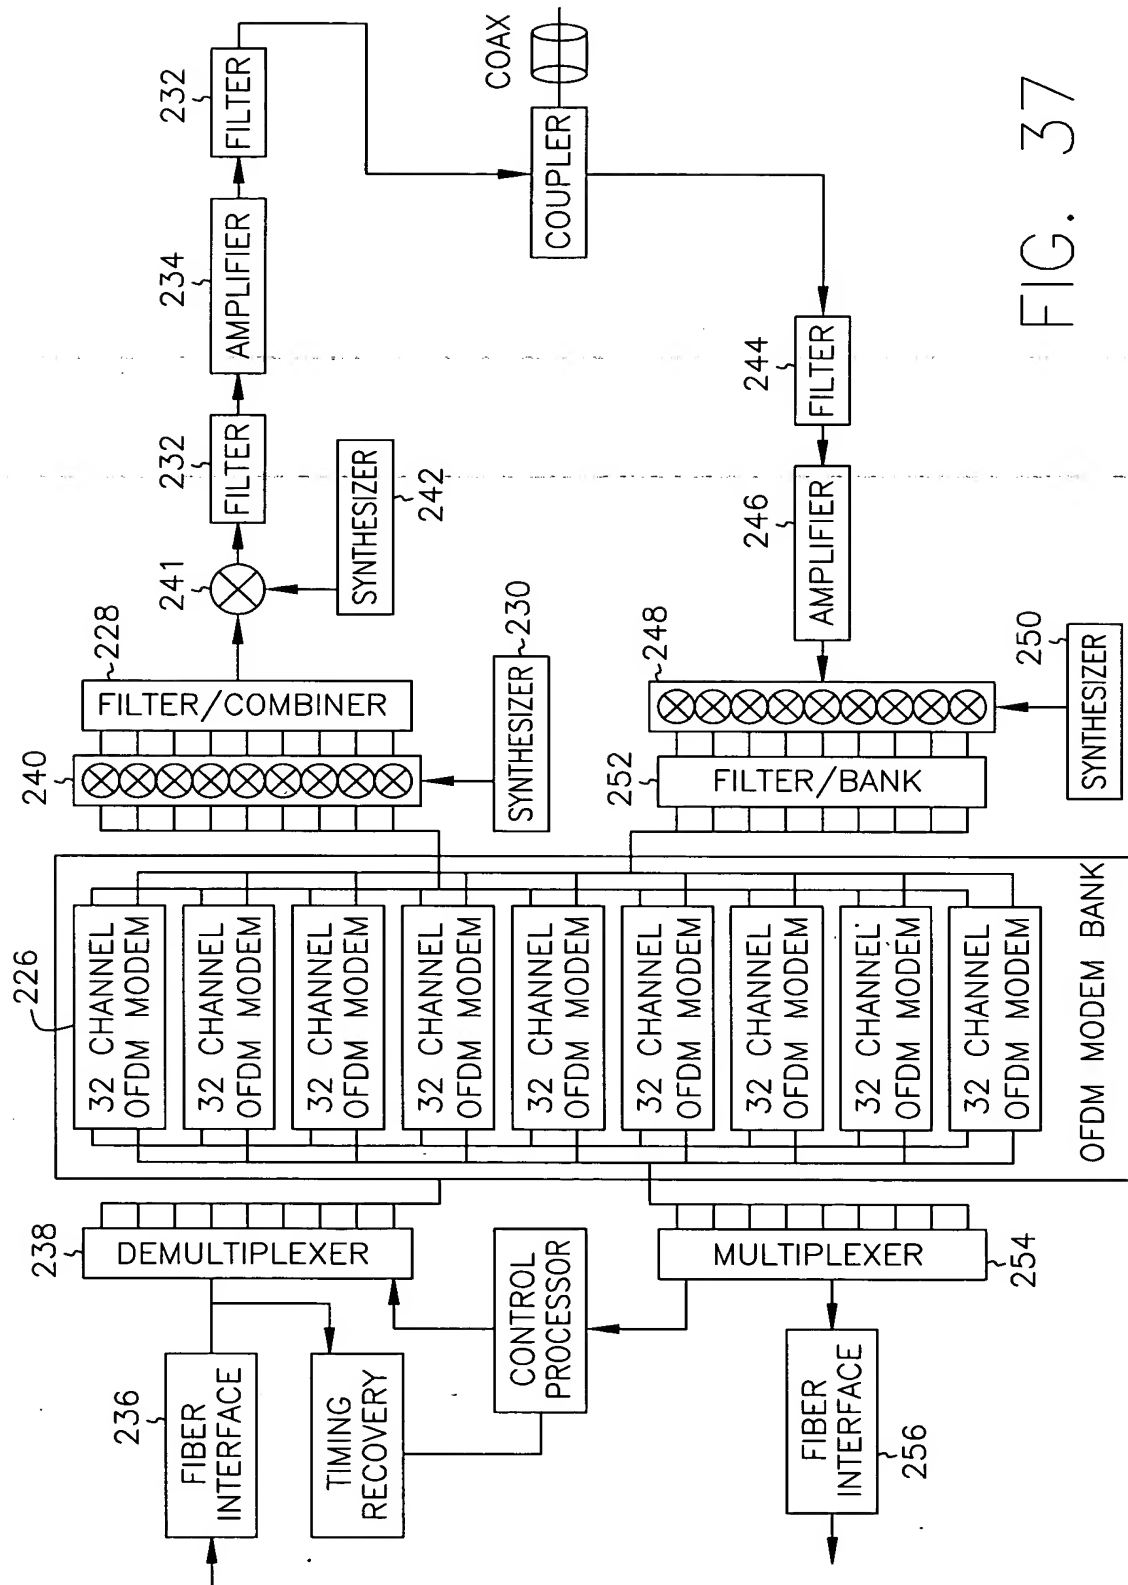 236
FIBER
INTERFACE
TIMING
RECOVERY
238
DEMULTIPLEXER
CONTROL
PROCESSOR
MULTIPLEXER
254
FIBER
INTERFACE
256
226
32 CHANNEL
OFDM MODEM
32 CHANNEL
OFDM MODEM
32 CHANNEL
OFDM MODEM
32 CHANNEL
OFDM MODEM
32 CHANNEL
OFDM MODEM
32 CHANNEL
OFDM MODEM
32 CHANNEL
OFDM MODEM
32 CHANNEL
OFDM MODEM
32 CHANNEL
OFDM MODEM
OFDM MODEM BANK
240
228
FILTER/COMBINER
SYNTHESIZER
230
241
SYNTHESIZER
242
232
FILTER
234
AMPLIFIER
232
FILTER
COUPLER
COAX
244
FILTER
246
AMPLIFIER
248
250
SYNTHESIZER
252
FILTER/BANK
FIG. 37